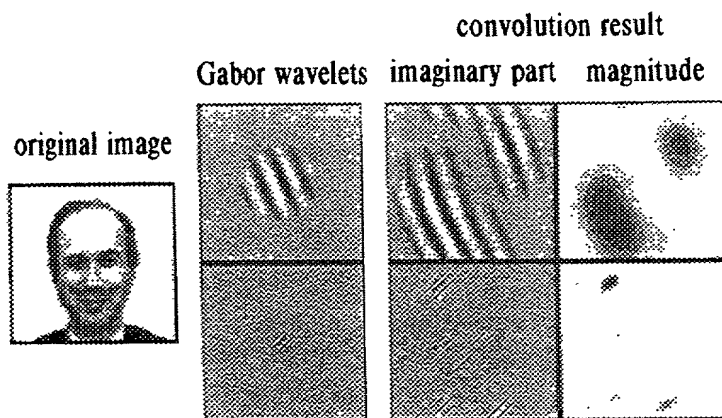 convolution result
Gabor wavelets imaginary part magnitude
original image